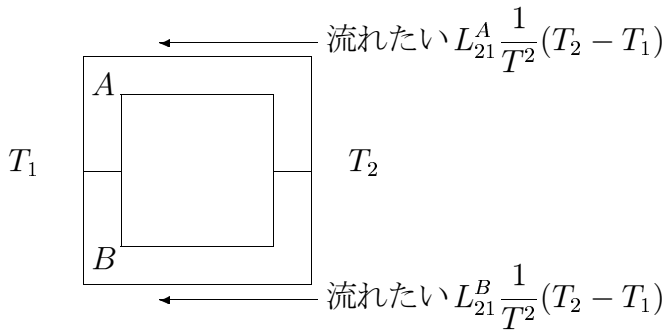 流れたい $L_{21}^{A}\frac{1}{T^2}(T_2 - T_1)$
A
$T_1$ $T_2$
B
流れたい $L_{21}^{B}\frac{1}{T^2}(T_2 - T_1)$